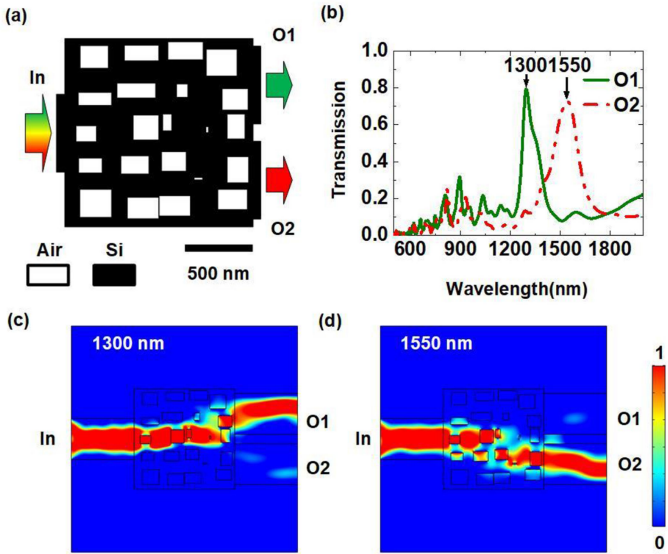 (a)
In
O1
O2
Air
Si
500 nm
(b)
Transmission
1.0
0.8
0.6
0.4
0.2
0.0
1300
1550
O1
O2
600 900 1200 1500 1800
Wavelength(nm)
(c)
1300 nm
In
O1
O2
(d)
1550 nm
In
O1
O2
1
0